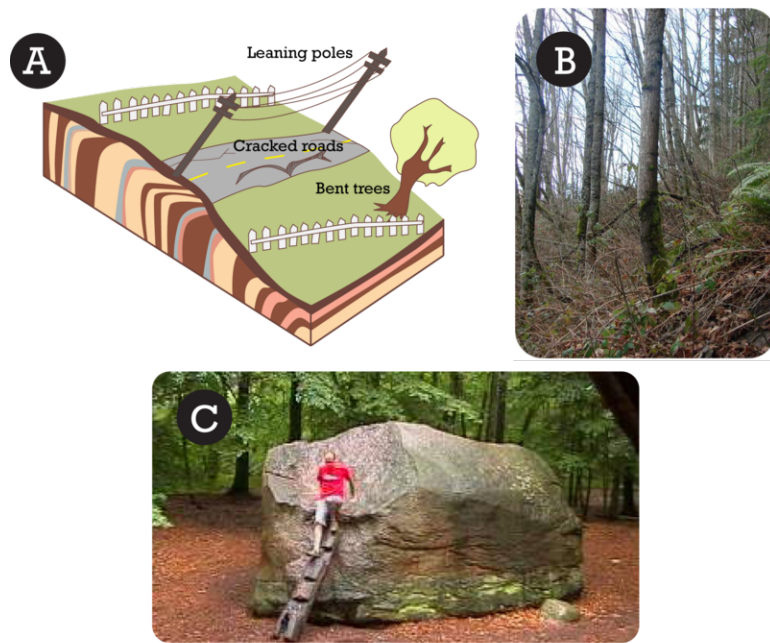 A
Leaning poles
Cracked roads
Bent trees
B
C